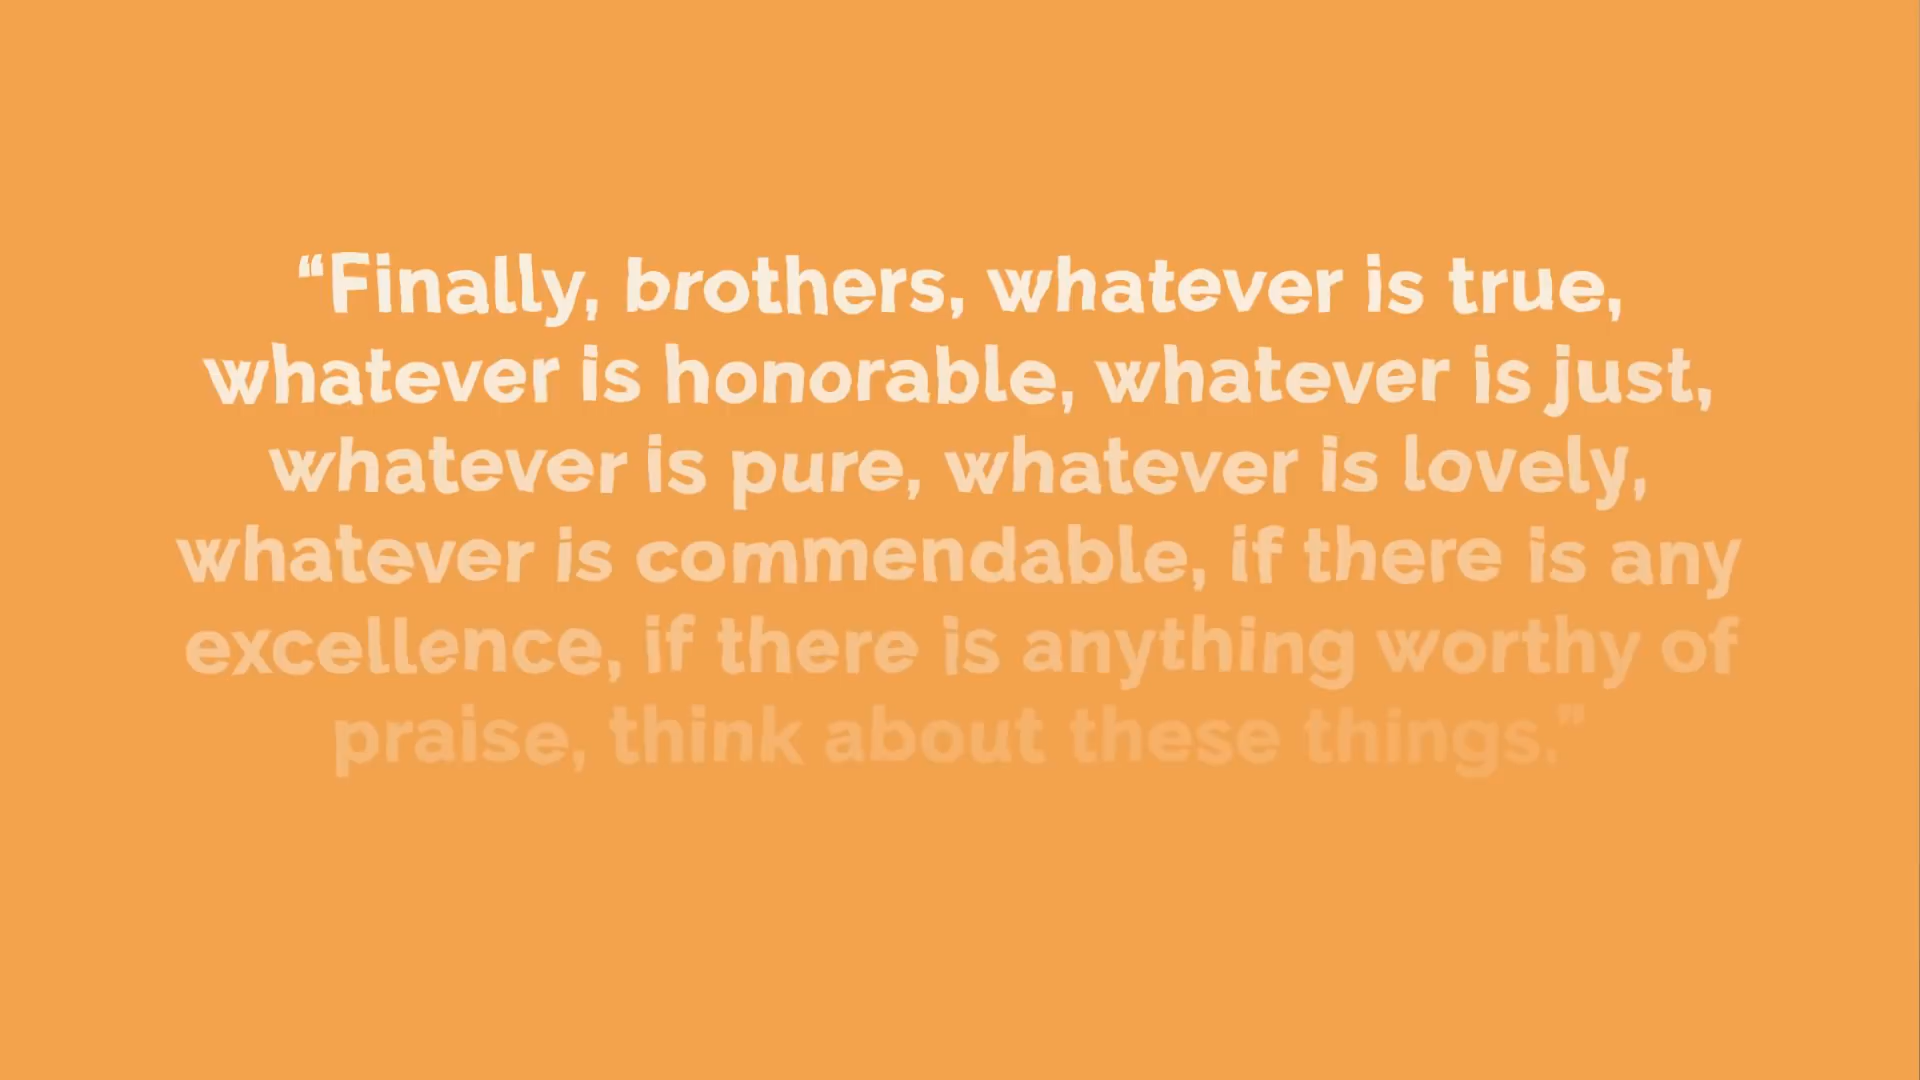 “Finally, brothers, whatever is true,
whatever is honorable, whatever is just,
whatever is pure, whatever is lovely,
whatever is commendable, if there is any
excellence, if there is anything worthy of
praise, think about these things.”